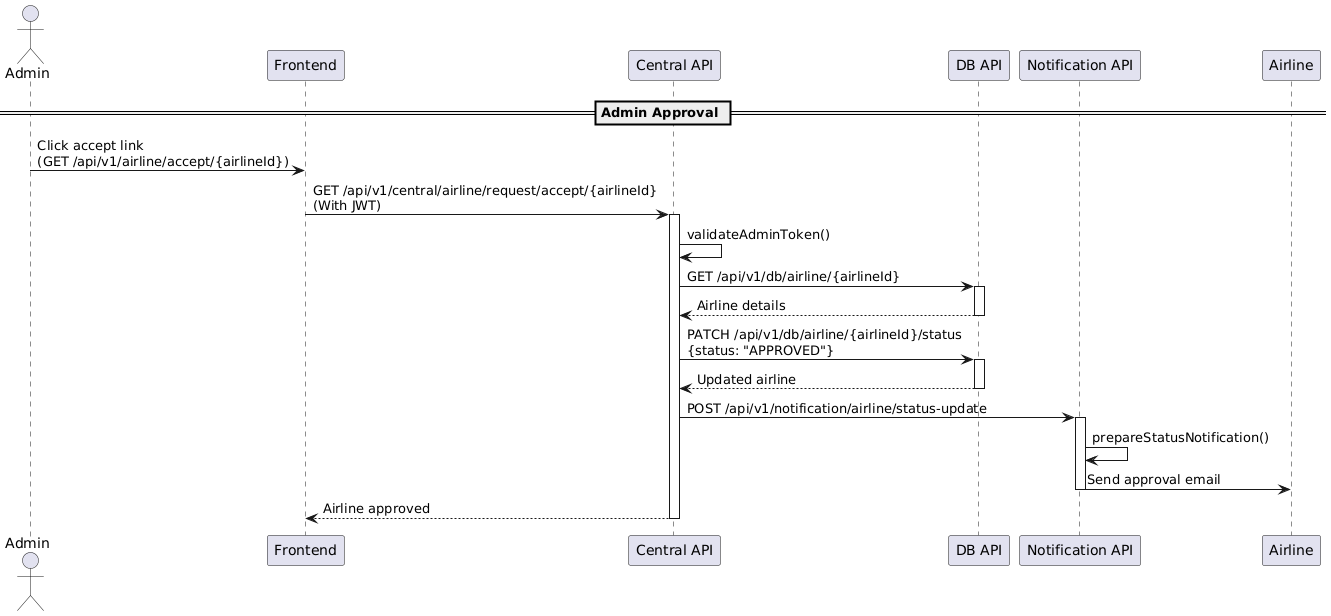 Admin
Frontend
Central API
DB API
Notification API
Airline
Admin Approval
Click accept link
(GET /api/v1/airline/accept/{airlineId})
GET /api/v1/central/airline/request/accept/{airlineId}
(With JWT)
validateAdminToken()
GET /api/v1/db/airline/{airlineId}
Airline details
PATCH /api/v1/db/airline/{airlineId}/status
{status: "APPROVED"}
Updated airline
POST /api/v1/notification/airline/status-update
prepareStatusNotification()
Send approval email
Airline approved
Admin
Frontend
Central API
DB API
Notification API
Airline